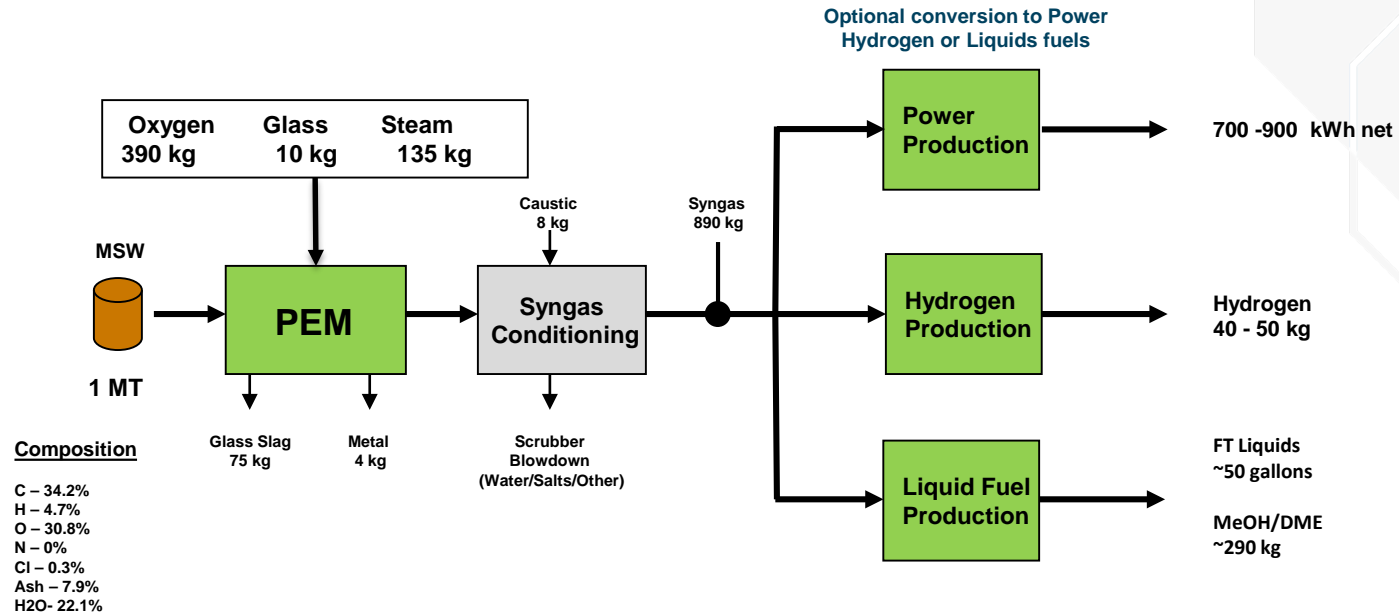 Optional conversion to Power
Hydrogen or Liquids fuels
Oxygen Glass Steam
390 kg 10 kg 135 kg
MSW
1 MT
PEM
Glass Slag
75 kg
Metal
4 kg
Caustic
8 kg
Syngas
Conditioning
Scrubber
Blowdown
(Water/Salts/Other)
Syngas
890 kg
Power
Production
700 -900 kWh net
Hydrogen
Production
Hydrogen
40 - 50 kg
Liquid Fuel
Production
FT Liquids
~50 gallons
MeOH/DME
~290 kg
Composition
C – 34.2%
H – 4.7%
O – 30.8%
N – 0%
Cl – 0.3%
Ash – 7.9%
H2O- 22.1%